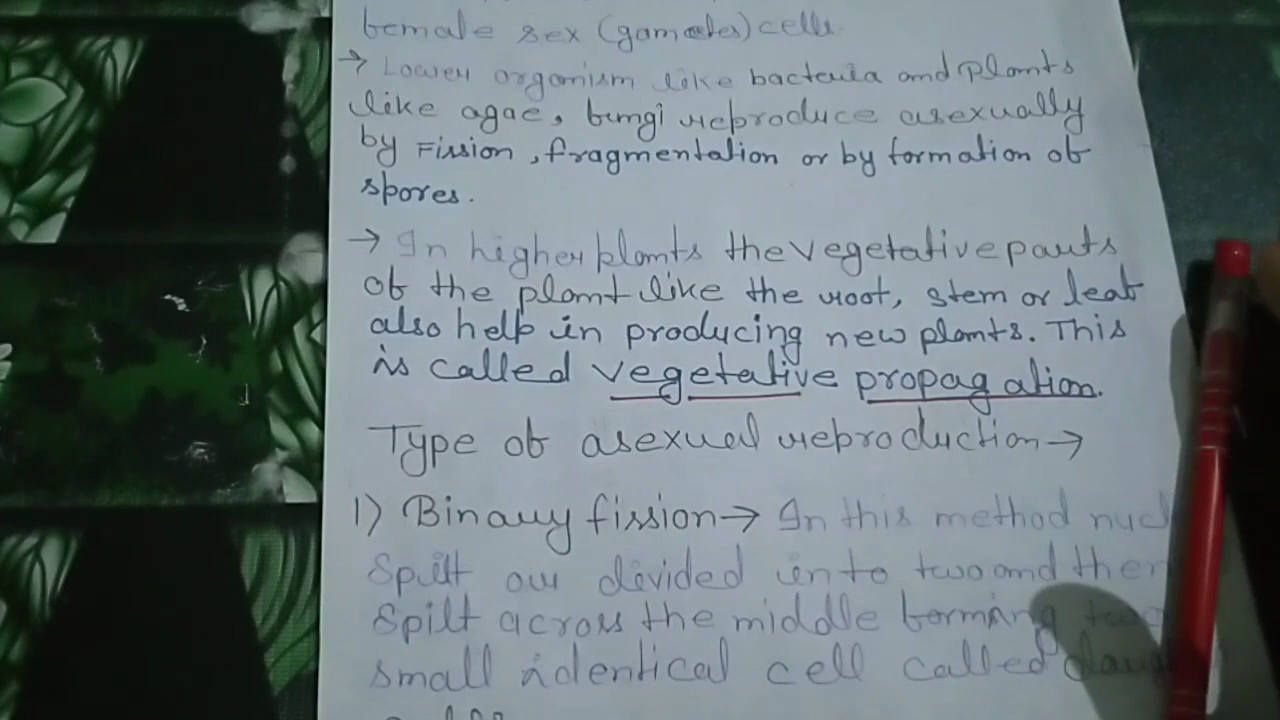 female sex (gametes) cells.
→ Lower organism like bacteria and plants
like agae, fungi reproduce asexually
by Fission, fragmentation or by formation of
spores.
→ In higher plants the vegetative parts
of the plant like the root, stem or leaf
also help in producing new plants. This
is called vegetative propagation.
Type of asexual reproduction →
1) Binary fission → In this method
Spilt or divided into two and then
Spilt across the middle forming two
small identical cell called